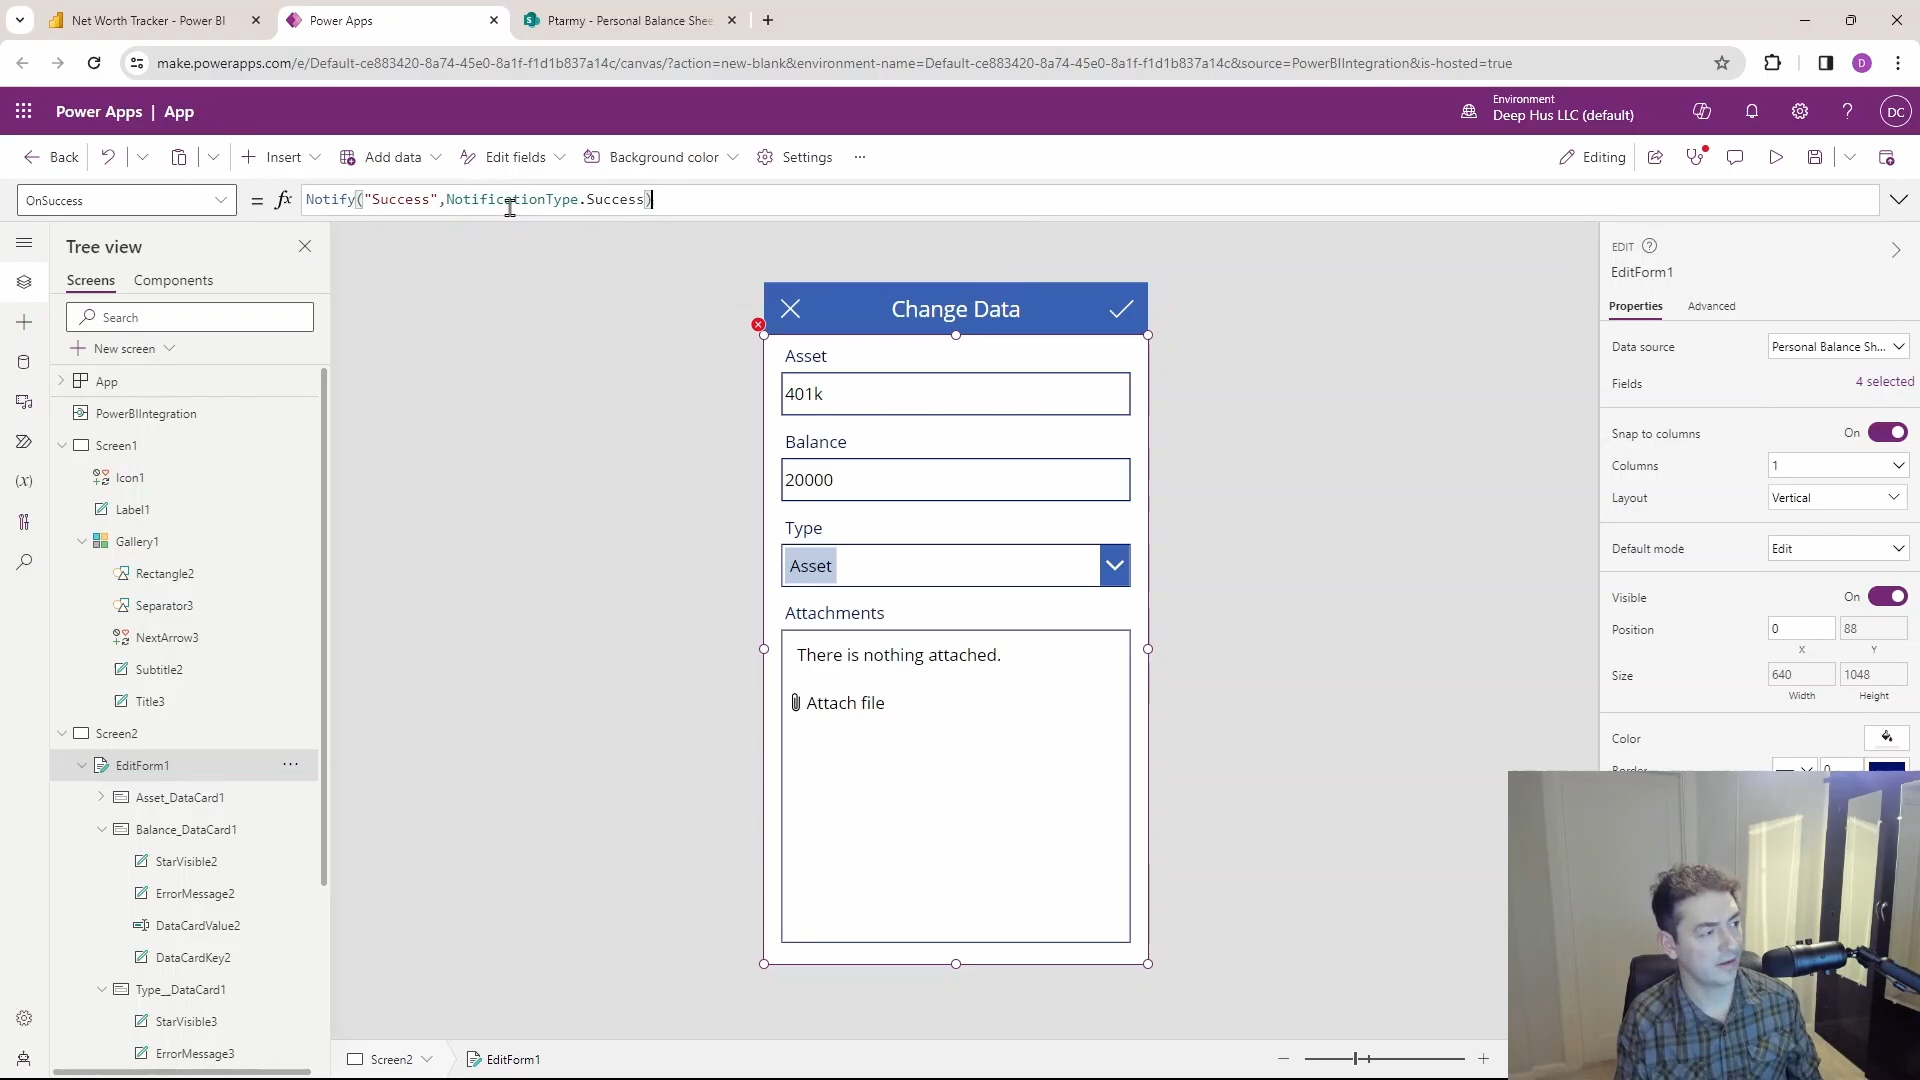 Net Worth Tracker - Power BI
Power Apps
Ptarmy - Personal Balance Shee
make.powerapps.com/e/Default-ce883420-8a74-45e0-8a1f-f1d1b837a14c/canvas/?action=new-blank&environment-name=Default-ce883420-8a74-45e0-8a1f-f1d1b837a14c&source=PowerBIIntegration&is-hosted=true
D
Power Apps | App
Environment
Deep Hus LLC (default)
DC
Back
Insert
Add data
Edit fields
Background color
Settings
Editing
OnSuccess
= fx
Notify("Success",NotificationType.Success)
Tree view
Screens
Components
Search
New screen
App
PowerBIIntegration
Screen1
Icon1
Label1
Gallery1
Rectangle2
Separator3
NextArrow3
Subtitle2
Title3
Screen2
EditForm1
Asset_DataCard1
Balance_DataCard1
StarVisible2
ErrorMessage2
DataCardValue2
DataCardKey2
Type__DataCard1
StarVisible3
ErrorMessage3
Change Data
Asset
401k
Balance
20000
Type
Asset
Attachments
There is nothing attached.
Attach file
Screen2
EditForm1
EDIT
EditForm1
Properties
Advanced
Data source
Personal Balance Sh...
Fields
4 selected
Snap to columns
On
Columns
1
Layout
Vertical
Default mode
Edit
Visible
On
Position
0
88
X
Y
Size
640
1048
Width
Height
Color
Border
0